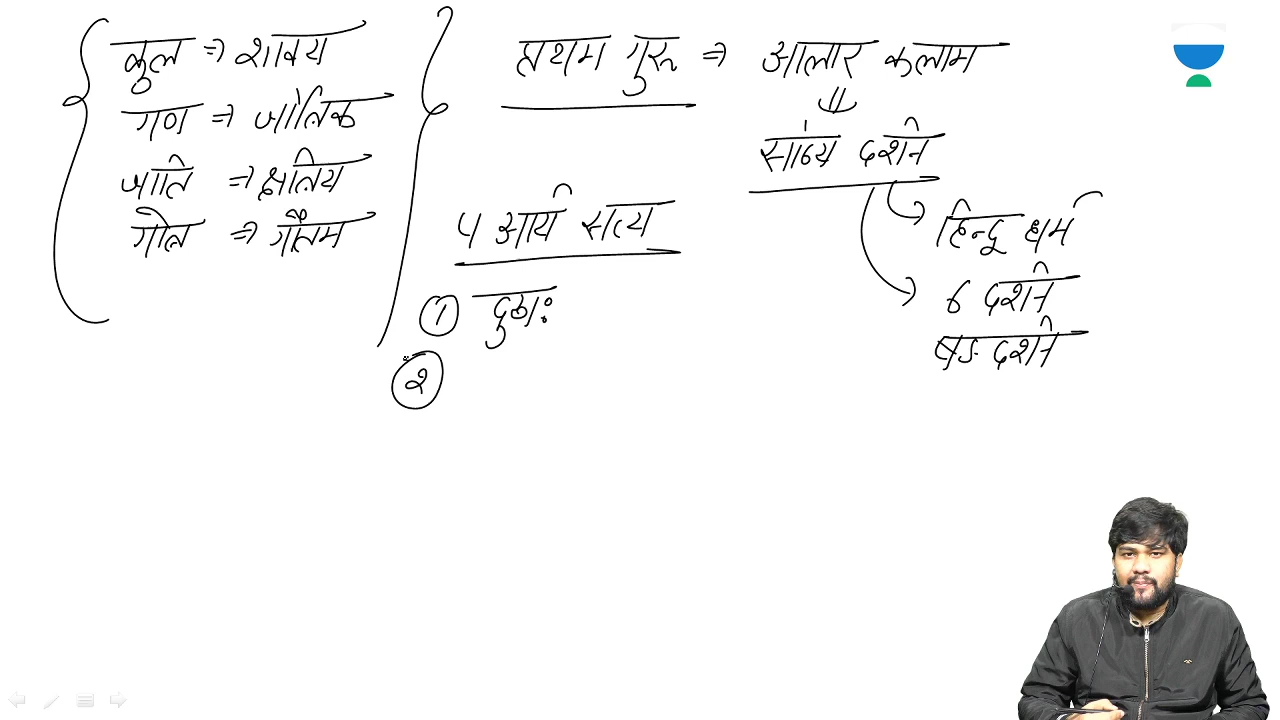 कुल ⇒ शाक्य
गण ⇒ जांतिक
जाति ⇒ क्षत्रिय
गोत्र ⇒ गौतम
प्रथम गुरु ⇒ आलार कलाम
⇓
सांख्य दर्शन
हिन्दू धर्म
6 दर्शन
षड दर्शन
५ आर्य सत्य
① दुखः
②